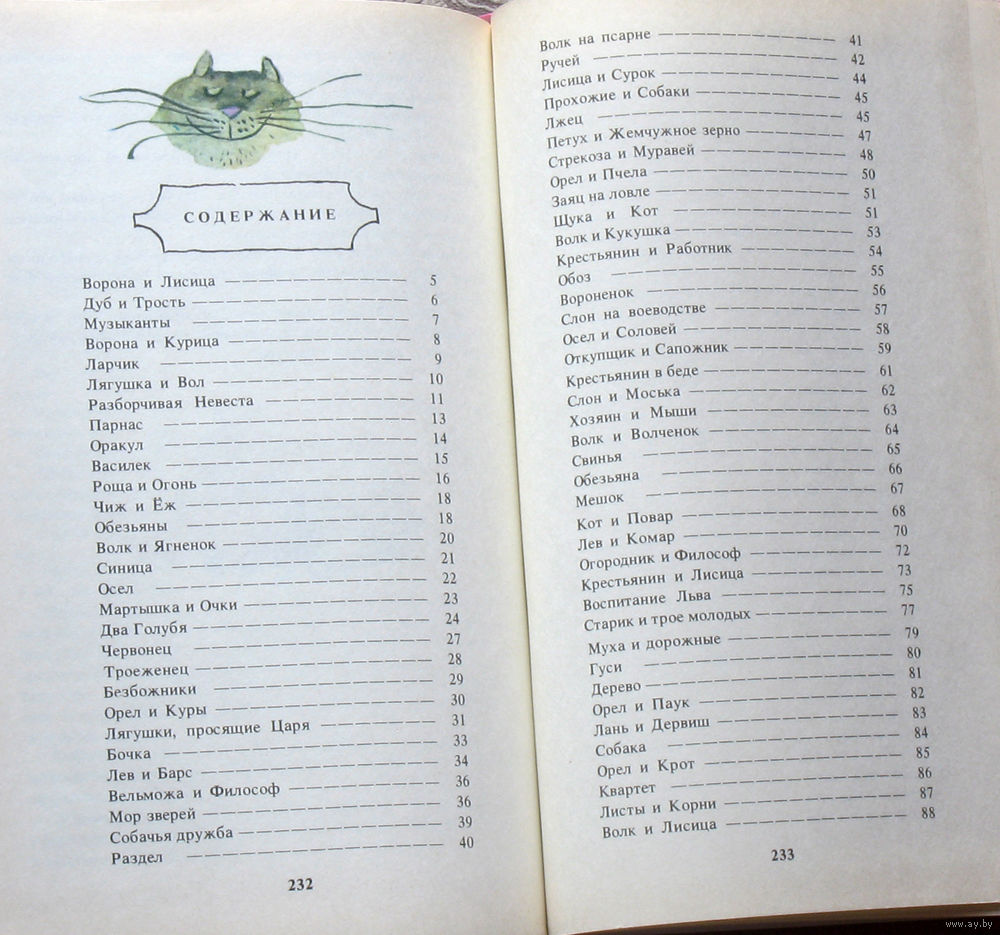 СОДЕРЖАНИЕ
Ворона и Лисица 5
Дуб и Трость 6
Музыканты 7
Ворона и Курица 8
Ларчик 9
Лягушка и Вол 10
Разборчивая Невеста 11
Парнас 13
Оракул 14
Василек 15
Роща и Огонь 16
Чиж и Ёж 18
Обезьяны 18
Волк и Ягненок 20
Синица 21
Осел 22
Мартышка и Очки 23
Два Голубя 24
Червонец 27
Троеженец 28
Безбожники 29
Орел и Куры 30
Лягушки, просящие Царя 31
Бочка 33
Лев и Барс 34
Вельможа и Философ 36
Мор зверей 36
Собачья дружба 39
Раздел 40
232
Волк на псарне 41
Ручей 42
Лисица и Сурок 44
Прохожие и Собаки 45
Лжец 45
Петух и Жемчужное зерно 47
Стрекоза и Муравей 48
Орел и Пчела 50
Заяц на ловле 51
Щука и Кот 51
Волк и Кукушка 53
Крестьянин и Работник 54
Обоз 55
Вороненок 56
Слон на воеводстве 57
Осел и Соловей 58
Откупщик и Сапожник 59
Крестьянин в беде 61
Слон и Моська 62
Хозяин и Мыши 63
Волк и Волченок 64
Свинья 65
Обезьяна 66
Мешок 67
Кот и Повар 68
Лев и Комар 70
Огородник и Философ 72
Крестьянин и Лисица 73
Воспитание Льва 75
Старик и трое молодых 77
Муха и дорожные 79
Гуси 80
Дерево 81
Орел и Паук 82
Лань и Дервиш 83
Собака 84
Орел и Крот 85
Квартет 86
Листы и Корни 87
Волк и Лисица 88
233
www.ay.by